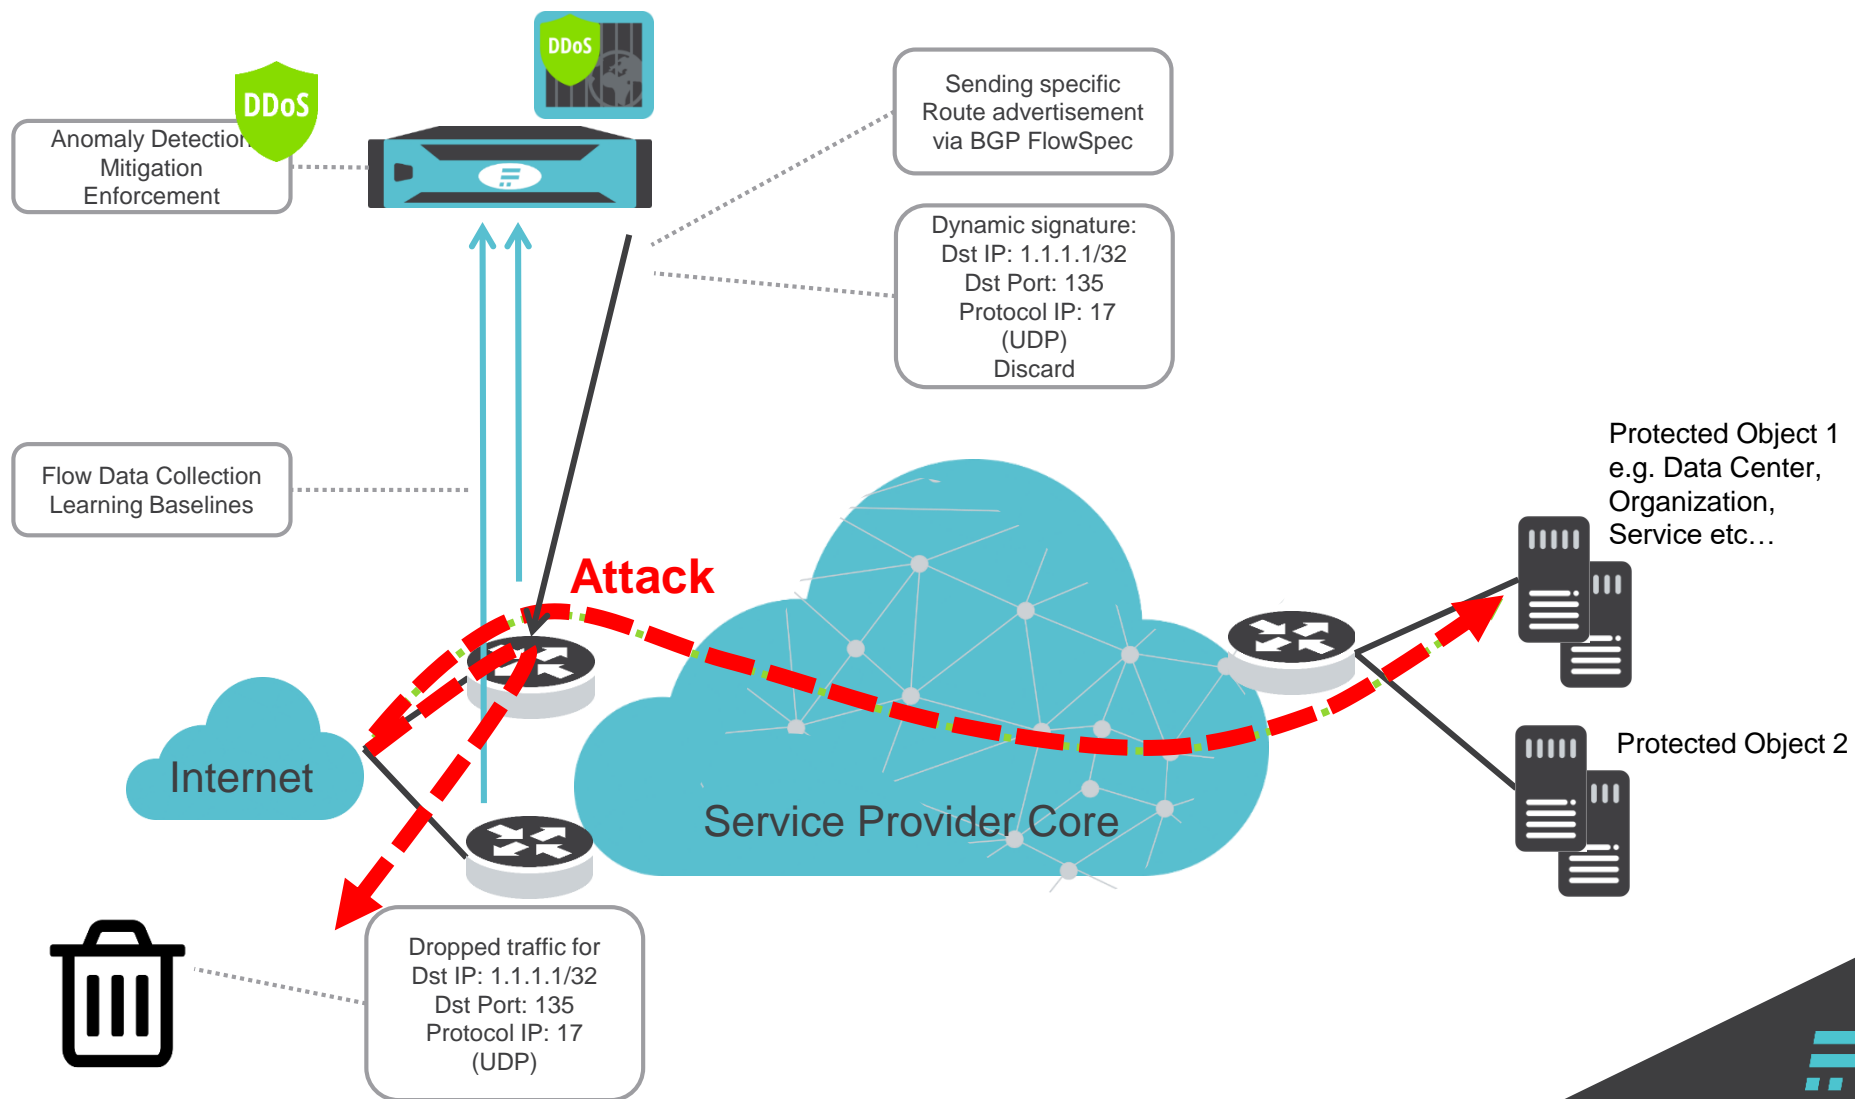 DDoS
DDoS
Anomaly Detection
Mitigation
Enforcement
Sending specific
Route advertisement
via BGP FlowSpec
Dynamic signature:
Dst IP: 1.1.1.1/32
Dst Port: 135
Protocol IP: 17
(UDP)
Discard
Flow Data Collection
Learning Baselines
Attack
Protected Object 1
e.g. Data Center,
Organization,
Service etc…
Internet
Service Provider Core
Protected Object 2
Dropped traffic for
Dst IP: 1.1.1.1/32
Dst Port: 135
Protocol IP: 17
(UDP)